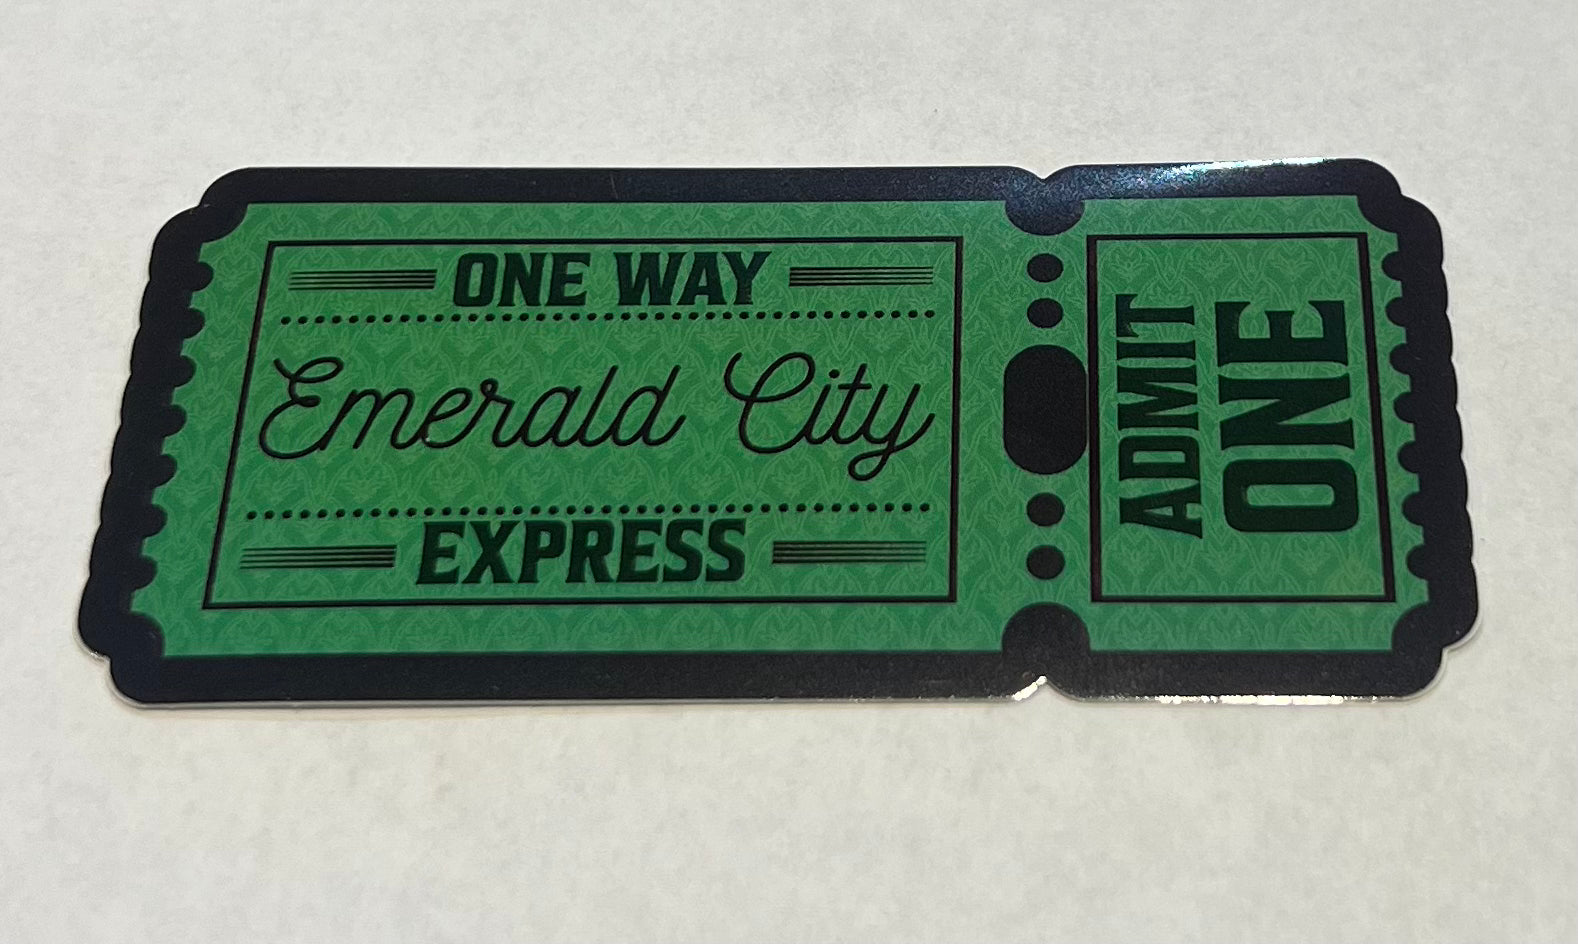 ONE WAY
Emerald City
EXPRESS
ADMIT
ONE